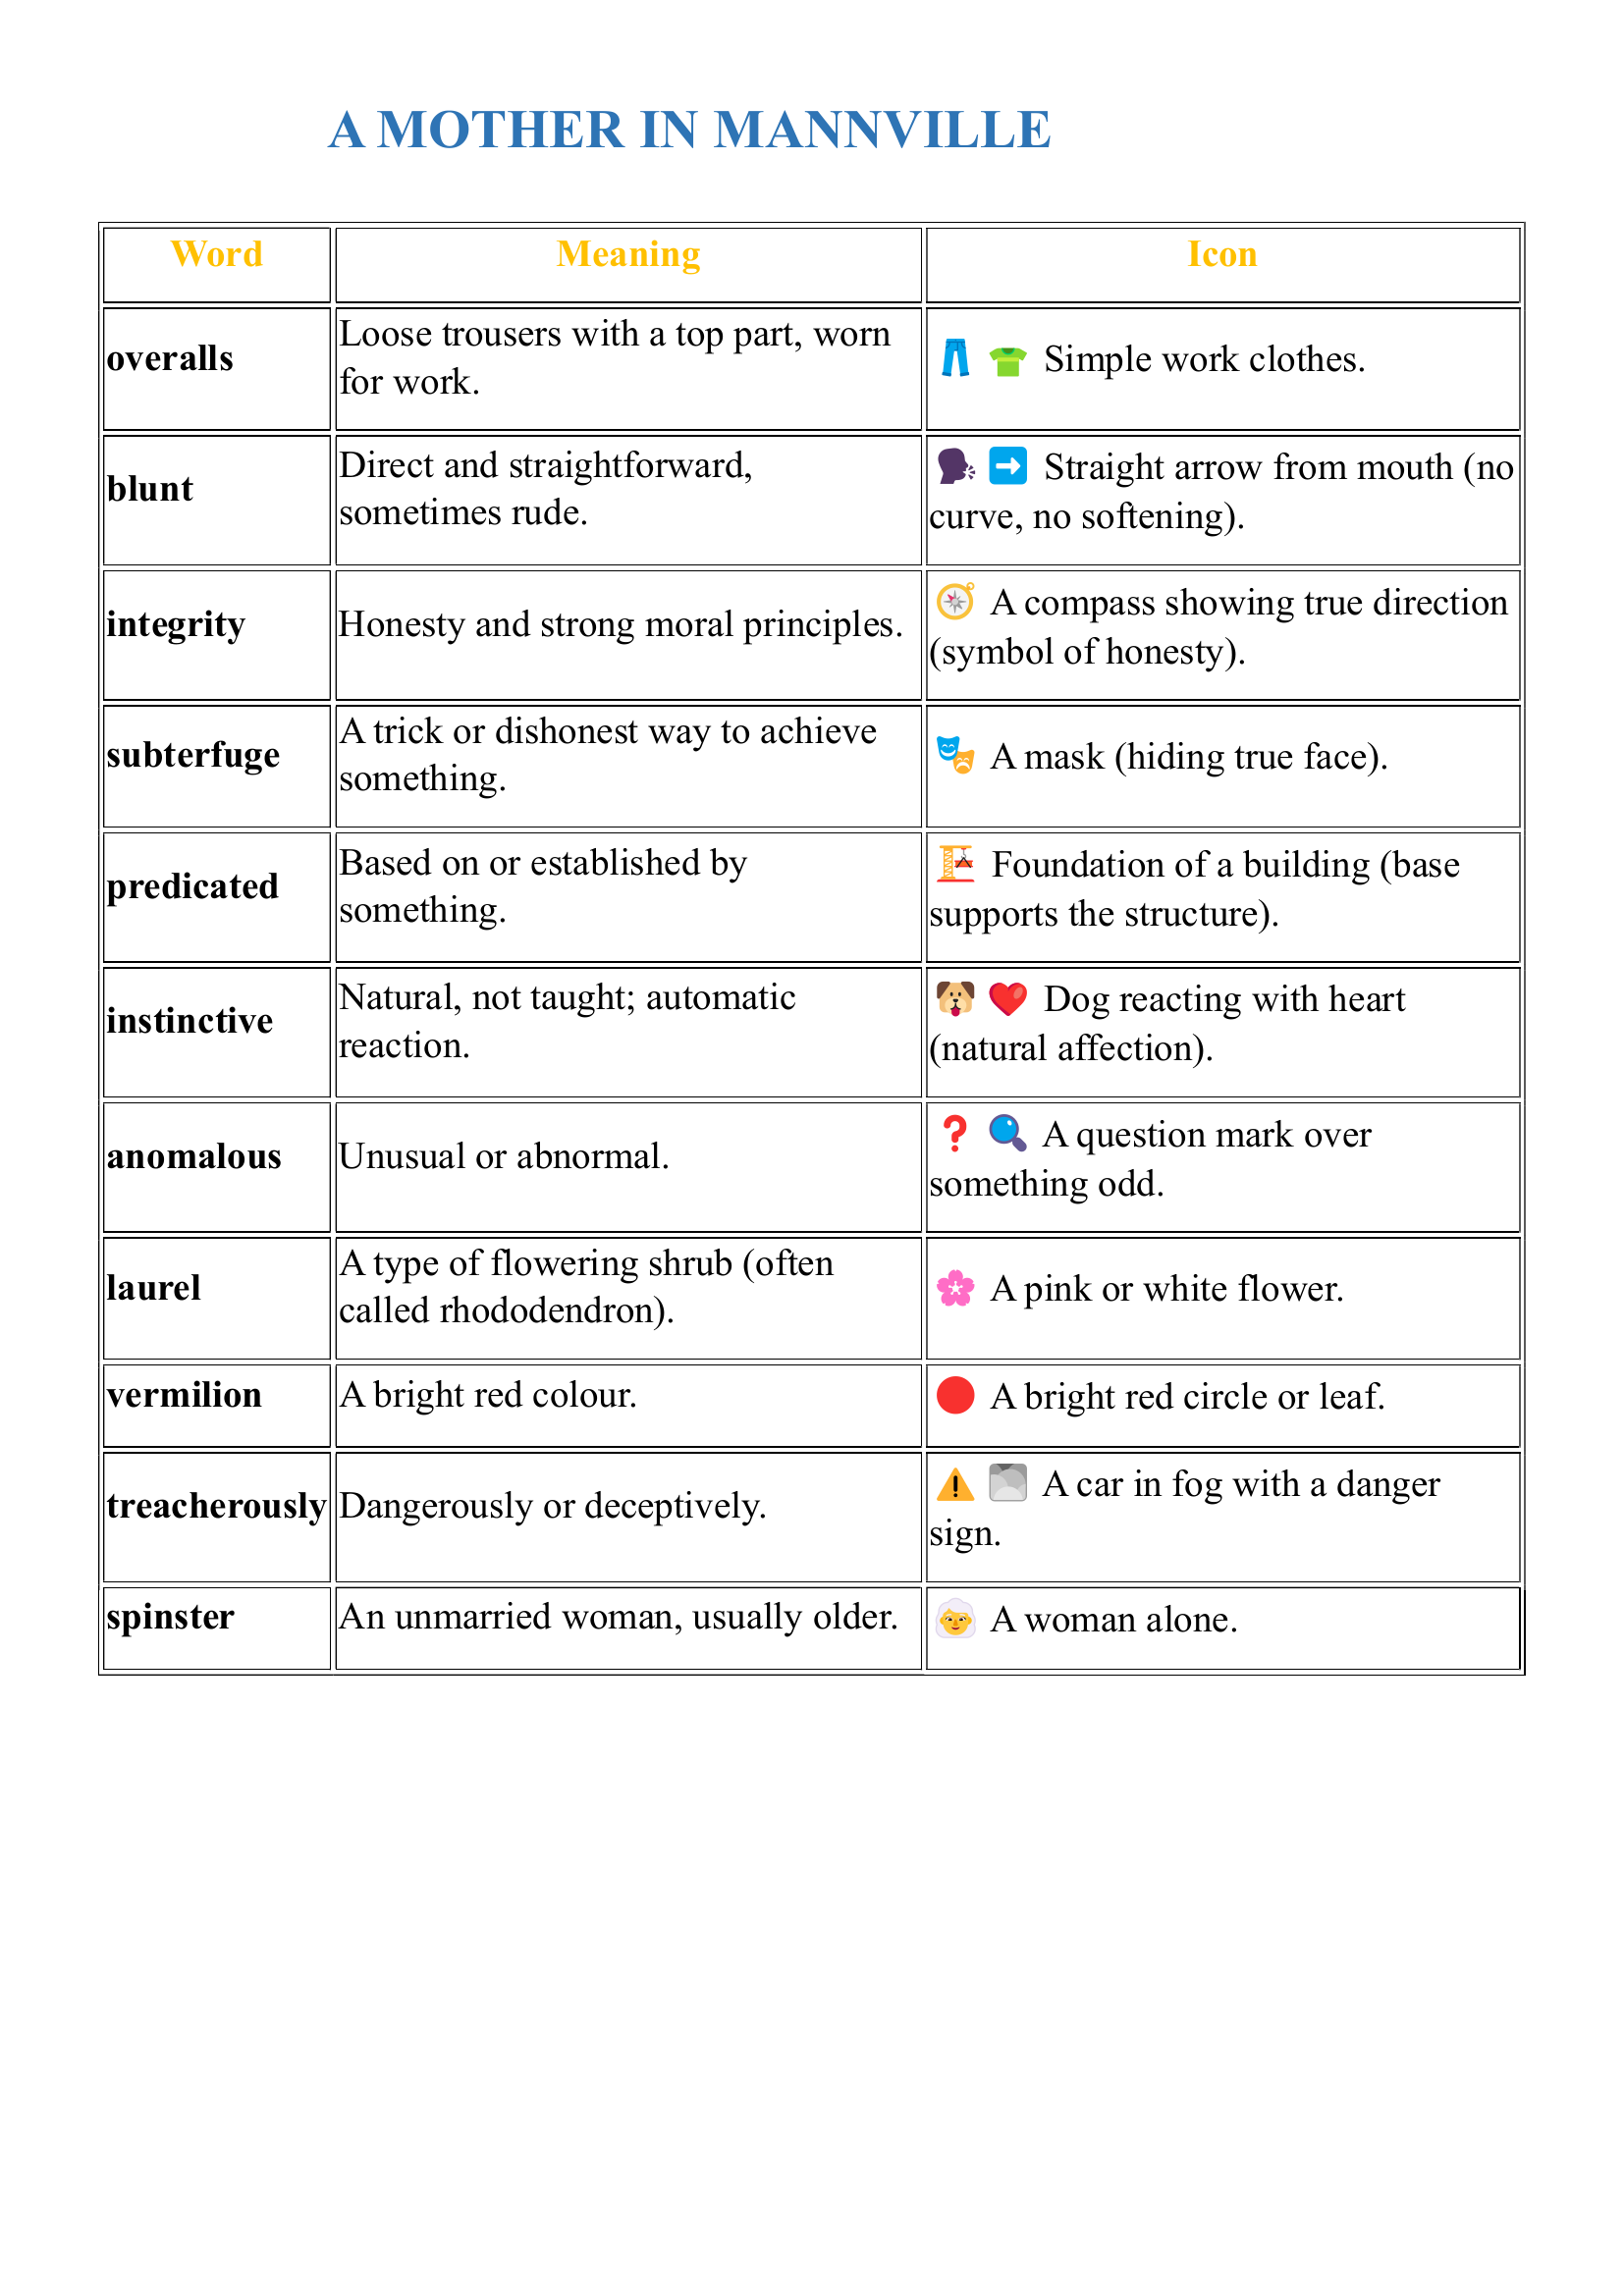 A MOTHER IN MANNVILLE
Word Meaning Icon
overalls
Loose trousers with a top part, worn
for work.
Simple work clothes.
blunt
Direct and straightforward,
sometimes rude.
Straight arrow from mouth (no
curve, no softening).
integrity
Honesty and strong moral principles.
A compass showing true direction
(symbol of honesty).
subterfuge
A trick or dishonest way to achieve
something.
A mask (hiding true face).
predicated
Based on or established by
something.
Foundation of a building (base
supports the structure).
instinctive
Natural, not taught; automatic
reaction.
Dog reacting with heart
(natural affection).
anomalous
Unusual or abnormal.
A question mark over
something odd.
laurel
A type of flowering shrub (often
called rhododendron).
A pink or white flower.
vermilion
A bright red colour.
A bright red circle or leaf.
treacherously
Dangerously or deceptively.
A car in fog with a danger
sign.
spinster
An unmarried woman, usually older.
A woman alone.